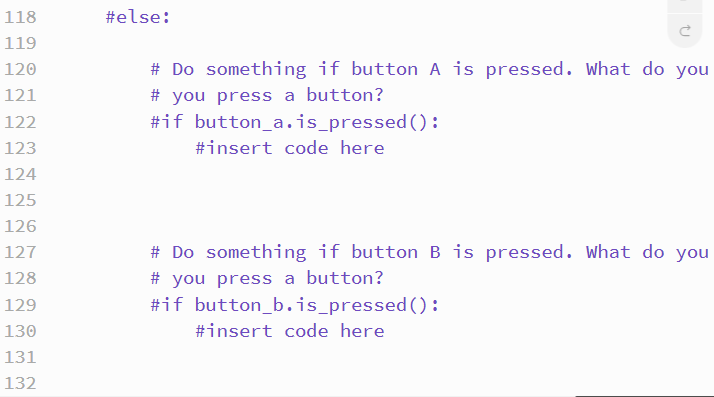 118 #else:
119
120 # Do something if button A is pressed. What do you
121 # you press a button?
122 #if button_a.is_pressed():
123 #insert code here
124
125
126
127 # Do something if button B is pressed. What do you
128 # you press a button?
129 #if button_b.is_pressed():
130 #insert code here
131
132